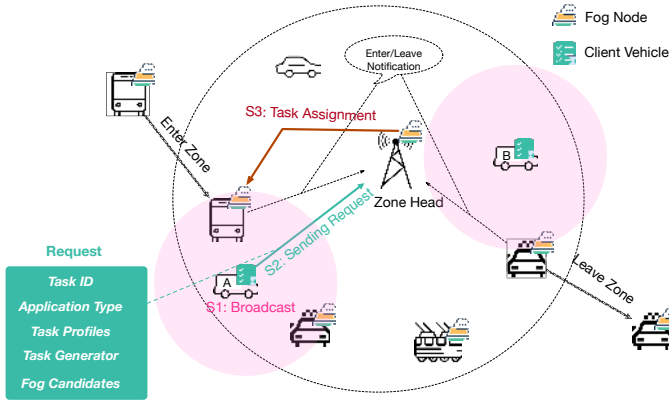 Fog Node
Client Vehicle
Enter/Leave
Notification
S3: Task Assignment
Enter Zone
B
Zone Head
S2: Sending Request
Leave Zone
A
S1: Broadcast
Request
Task ID
Application Type
Task Profiles
Task Generator
Fog Candidates